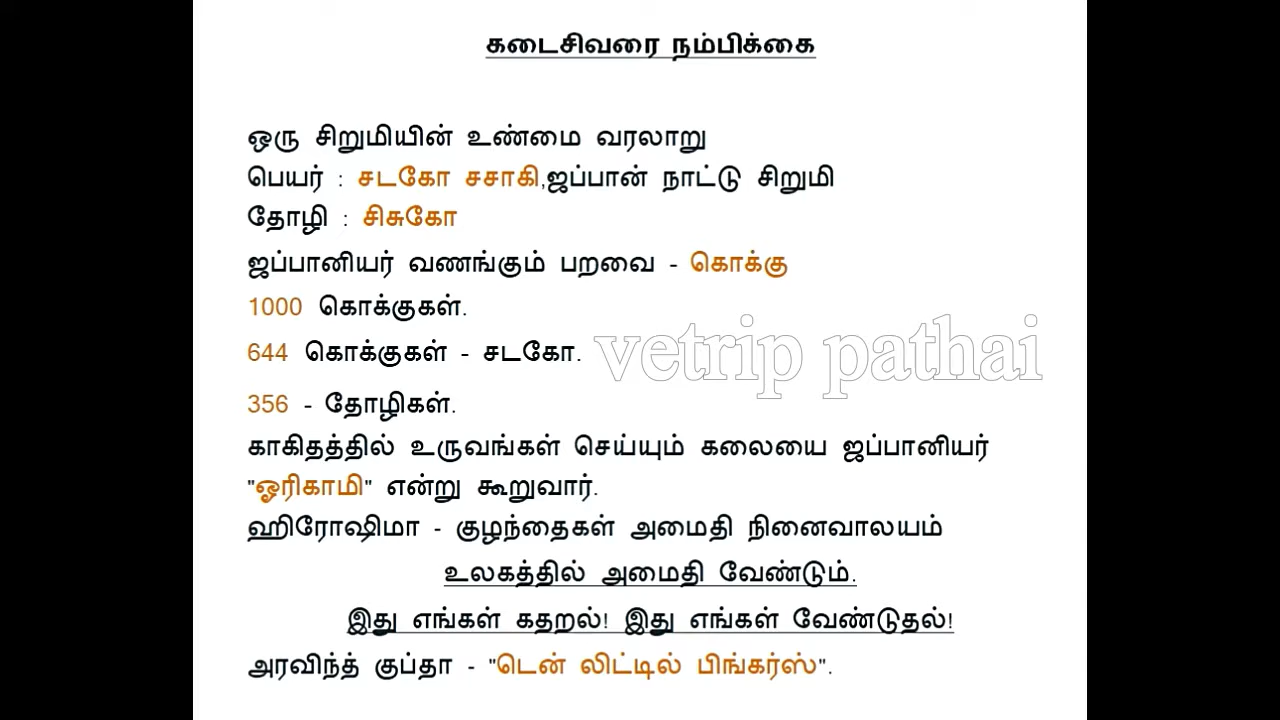 கடைசிவரை நம்பிக்கை
ஒரு சிறுமியின் உண்மை வரலாறு
பெயர் : சடகோ சசாகி,ஜப்பான் நாட்டு சிறுமி
தோழி : சிசுகோ
ஜப்பானியர் வணங்கும் பறவை - கொக்கு
1000 கொக்குகள்.
644 கொக்குகள் - சடகோ.
vetrip pathai
356 - தோழிகள்.
காகிதத்தில் உருவங்கள் செய்யும் கலையை ஜப்பானியர்
"ஓரிகாமி" என்று கூறுவார்.
ஹிரோஷிமா - குழந்தைகள் அமைதி நினைவாலயம்
உலகத்தில் அமைதி வேண்டும்.
இது எங்கள் கதறல்! இது எங்கள் வேண்டுதல்!
அரவிந்த் குப்தா - "டென் லிட்டில் பிங்கர்ஸ்".